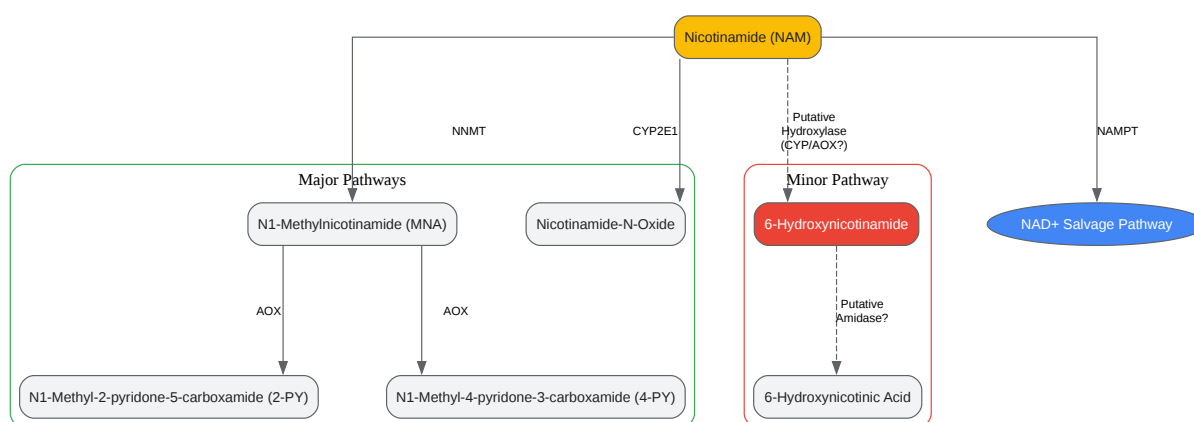 Nicotinamide (NAM)
NNMT
CYP2E1
Putative
Hydroxylase
(CYP/AOX?)
NAMPT
Major Pathways
Minor Pathway
N1-Methylnicotinamide (MNA)
Nicotinamide-N-Oxide
6-Hydroxynicotinamide
NAD+ Salvage Pathway
AOX
AOX
Putative
Amidase?
N1-Methyl-2-pyridone-5-carboxamide (2-PY)
N1-Methyl-4-pyridone-3-carboxamide (4-PY)
6-Hydroxynicotinic Acid